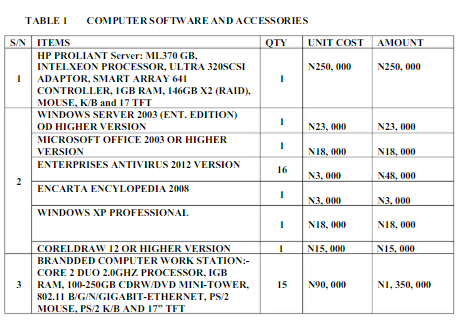 TABLE 1 COMPUTER SOFTWARE AND ACCESSORIES
S/N ITEMS QTY UNIT COST AMOUNT
1 HP PROLIANT Server: ML370 GB,
INTELXEON PROCESSOR, ULTRA 320SCSI
ADAPTOR, SMART ARRAY 641
CONTROLLER, 1GB RAM, 146GB X2 (RAID),
MOUSE, K/B and 17 TFT 1 N250, 000 N250, 000
2 WINDOWS SERVER 2003 (ENT. EDITION)
OD HIGHER VERSION 1 N23, 000 N23, 000
MICROSOFT OFFICE 2003 OR HIGHER
VERSION 1 N18, 000 N18, 000
ENTERPRISES ANTIVIRUS 2012 VERSION 16 N3, 000 N48, 000
ENCARTA ENCYLOPEDIA 2008 1 N3, 000 N3, 000
WINDOWS XP PROFESSIONAL 1 N18, 000 N18, 000
CORELDRAW 12 OR HIGHER VERSION 1 N15, 000 N15, 000
3 BRANDDED COMPUTER WORK STATION:-
CORE 2 DUO 2.0GHZ PROCESSOR, IGB
RAM, 100-250GB CDRW/DVD MINI-TOWER,
802.11 B/G/N/GIGABIT-ETHERNET, PS/2
MOUSE, PS/2 K/B AND 17" TFT 15 N90, 000 N1, 350, 000